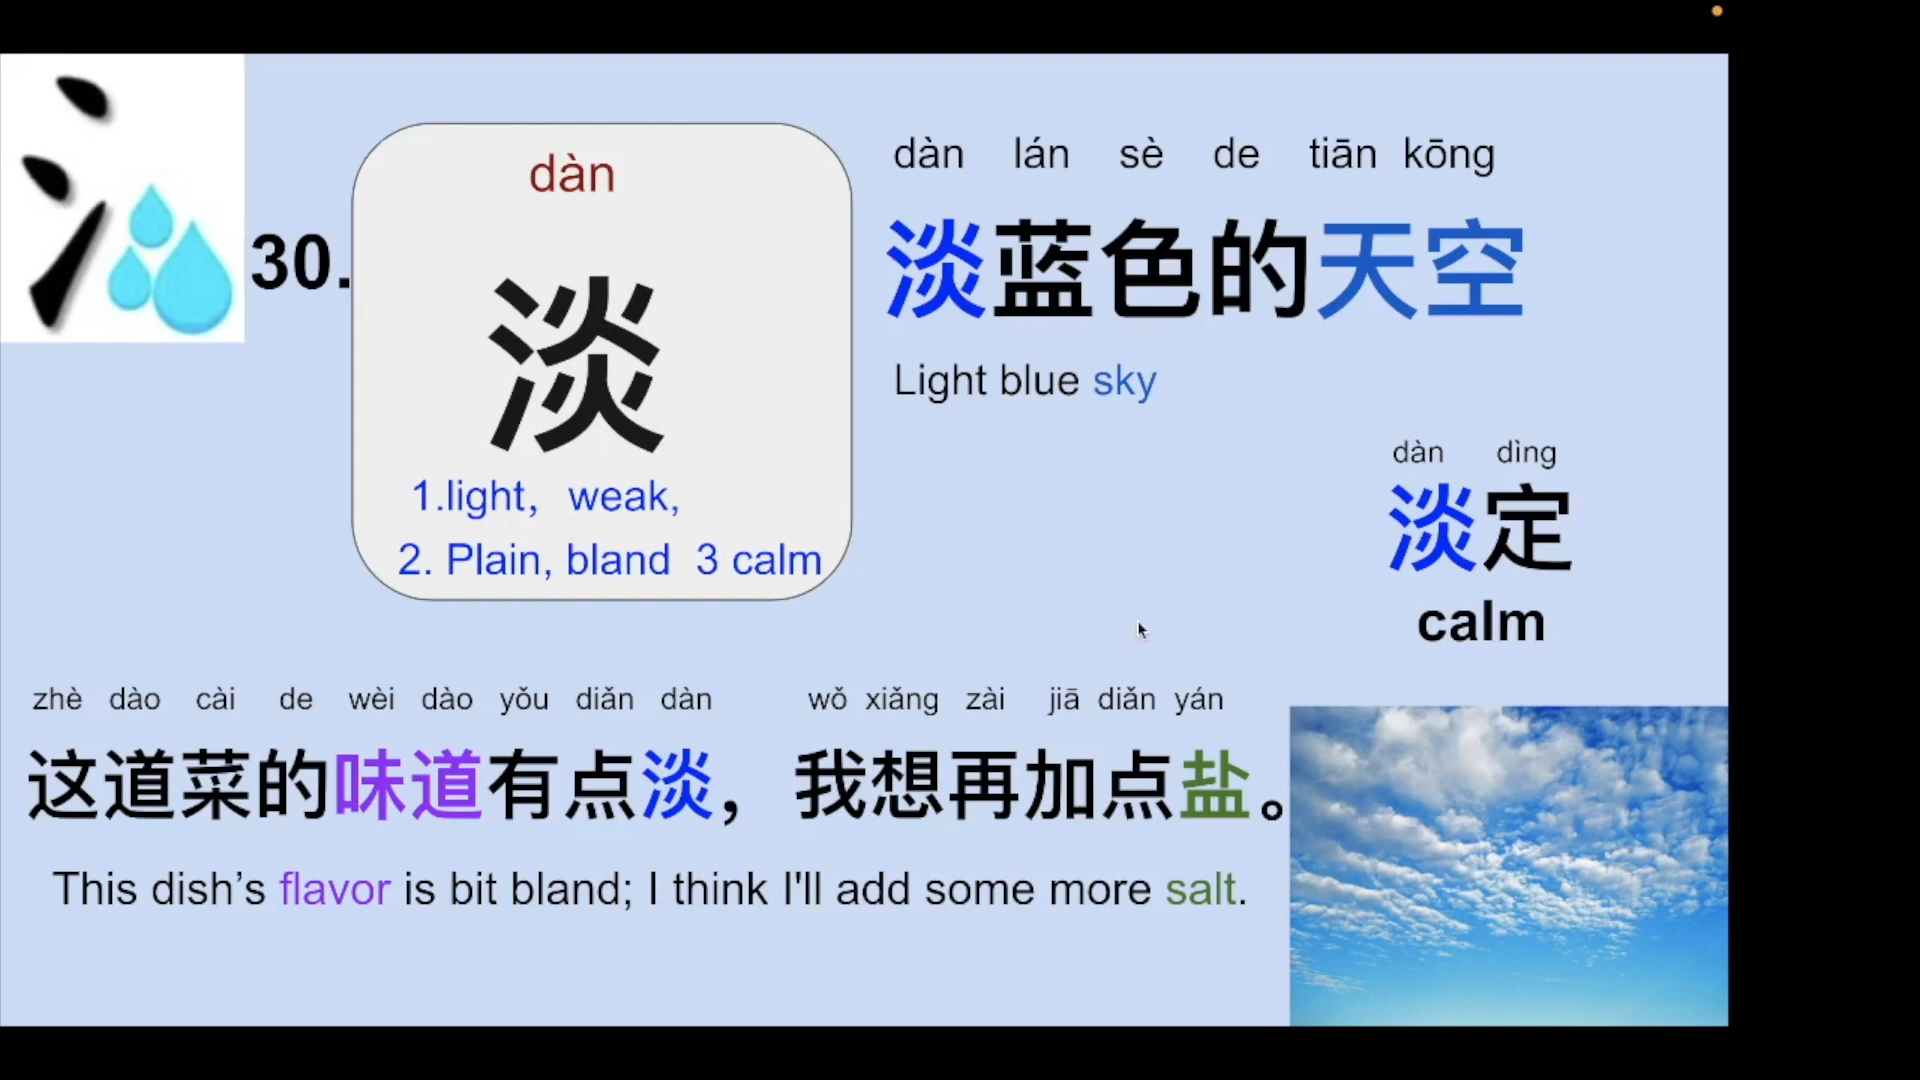 氵
30.
dàn
淡
1.light, weak,
2. Plain, bland 3 calm
dàn lán sè de tiān kōng
淡蓝色的天空
Light blue sky
dàn dìng
淡定
calm
zhè dào cài de wèi dào yǒu diǎn dàn wǒ xiǎng zài jiā diǎn yán
这道菜的味道有点淡，我想再加点盐。
This dish’s flavor is bit bland; I think I'll add some more salt.